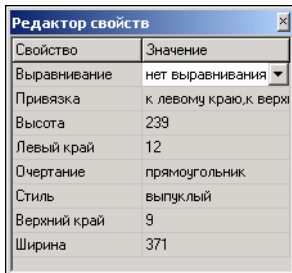 Редактор свойств
Свойство Значение
Выравнивание нет выравнивания
Привязка к левому краю,к
Высота 239
Левый край 12
Очертание прямоугольник
Стиль выпуклый
Верхний край 9
Ширина 371